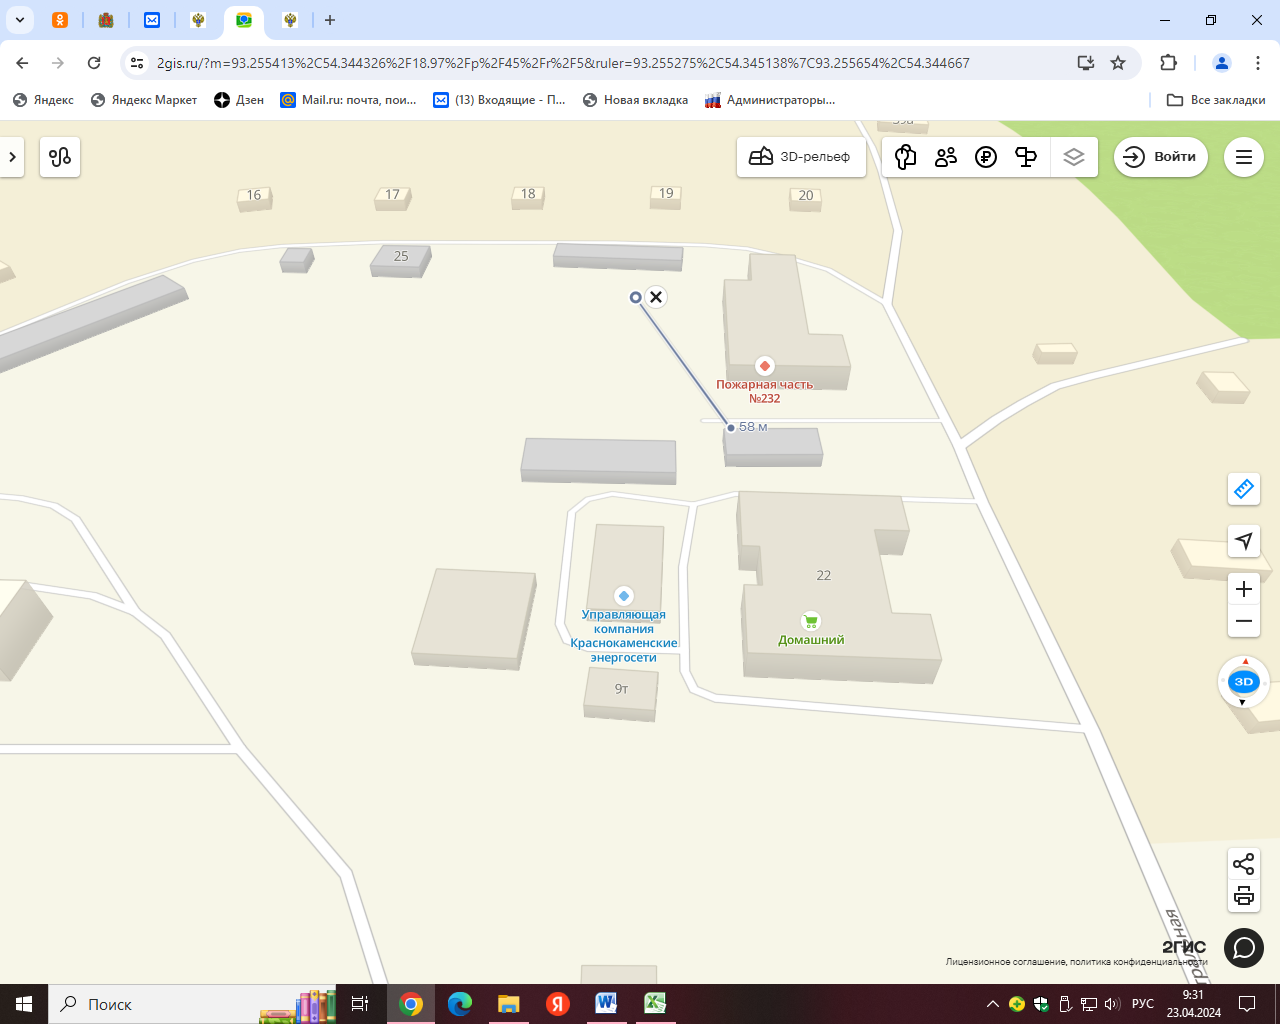 2gis.ru/?m=93.255413%2C54.344326%2F18.97%2Fp%2F45%2Fr%2F5&ruler=93.255275%2C54.345138%7C93.255654%2C54.344667
Яндекс
Яндекс Маркет
Дзен
Mail.ru: почта, пои...
(13) Входящие - П...
Новая вкладка
Администраторы...
Все закладки
3D-рельеф
Войти
16
17
18
19
20
25
Пожарная часть
№232
58 м
22
Управляющая
компания
Краснокаменские
энергосети
Домашний
9т
3D
2ГИС
Лицензионное соглашение, политика конфиденциальности
Поиск
РУС
9:31
23.04.2024